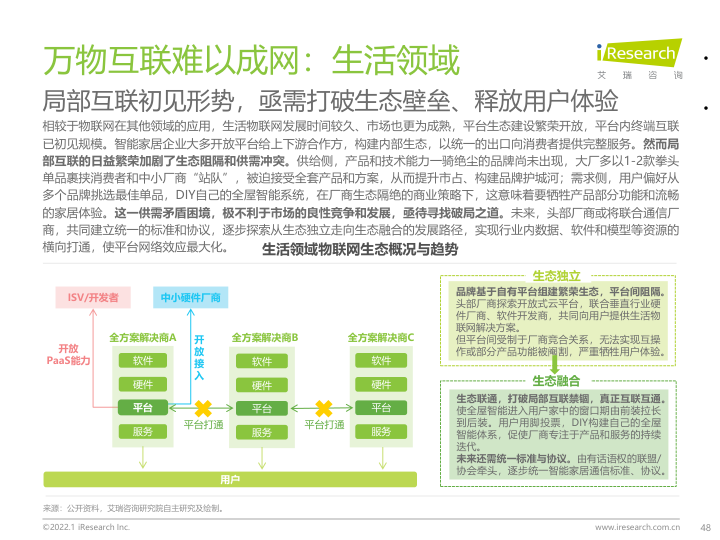 万物互联难以成网：生活领域
iResearch
艾 瑞 咨 询
局部互联初见形势，亟需打破生态壁垒、释放用户体验
相较于物联网在其他领域的应用，生活物联网发展时间较久、市场也更为成熟，平台生态建设繁荣开放，平台内终端互联
已初见规模。智能家居企业大多开放平台给上下游合作方，构建内部生态，以统一的出口向消费者提供完整服务。然而局
部互联的日益繁荣加剧了生态阻隔和供需冲突。供给侧，产品和技术能力一骑绝尘的品牌尚未出现，大厂多以1-2款拳头
单品裹挟消费者和中小厂商“站队”，被迫接受全套产品和方案，从而提升市占、构建品牌护城河；需求侧，用户偏好从
多个品牌挑选最佳单品，DIY自己的全屋智能系统，在厂商生态隔绝的商业策略下，这意味着要牺牲产品部分功能和流畅
的家居体验。这一供需矛盾困境，极不利于市场的良性竞争和发展，亟待寻找破局之道。未来，头部厂商或将联合通信厂
商，共同建立统一的标准和协议，逐步探索从生态独立走向生态融合的发展路径，实现行业内数据、软件和模型等资源的
横向打通，使平台网络效应最大化。
生活领域物联网生态概况与趋势
ISV/开发者
中小硬件厂商
开放
PaaS能力
开
放
接
入
全方案解决商A
全方案解决商B
全方案解决商C
软件
软件
软件
硬件
硬件
硬件
平台
平台
平台
平台打通
平台打通
服务
服务
服务
用户
生态独立
品牌基于自有平台组建繁荣生态，平台间阻隔。
头部厂商探索开放式云平台，联合垂直行业硬
件厂商、软件开发商，共同向用户提供生活物
联网解决方案。
但平台间受制于厂商竞合关系，无法实现互操
作或部分产品功能被阉割，严重牺牲用户体验。
生态融合
生态联通，打破局部互联禁锢，真正互联互通。
使全屋智能进入用户家中的窗口期由前装拉长
到后装。用户用脚投票，DIY构建自己的全屋
智能体系，促使厂商专注于产品和服务的持续
迭代。
未来还需统一标准与协议。由有话语权的联盟/
协会牵头，逐步统一智能家居通信标准、协议。
来源：公开资料，艾瑞咨询研究院自主研究及绘制。
©2022.1 iResearch Inc.
www.iresearch.com.cn
48